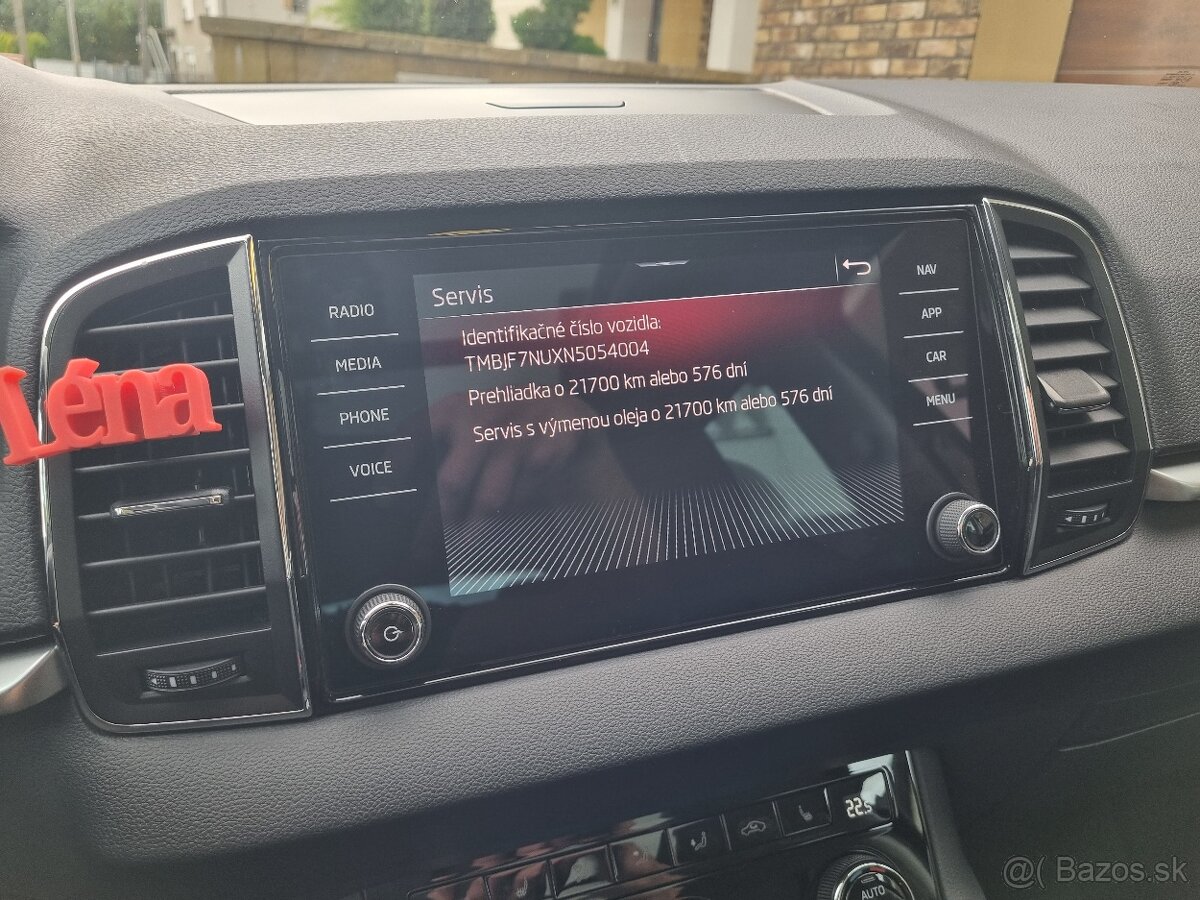 Léna
RADIO
MEDIA
PHONE
VOICE
Servis
Identifikačné číslo vozidla:
TMBJF7NUXN5054004
Prehliadka o 21700 km alebo 576 dní
Servis s výmenou oleja o 21700 km alebo 576 dní
NAV
APP
CAR
MENU
22.5
AUTO
@( Bazos.sk